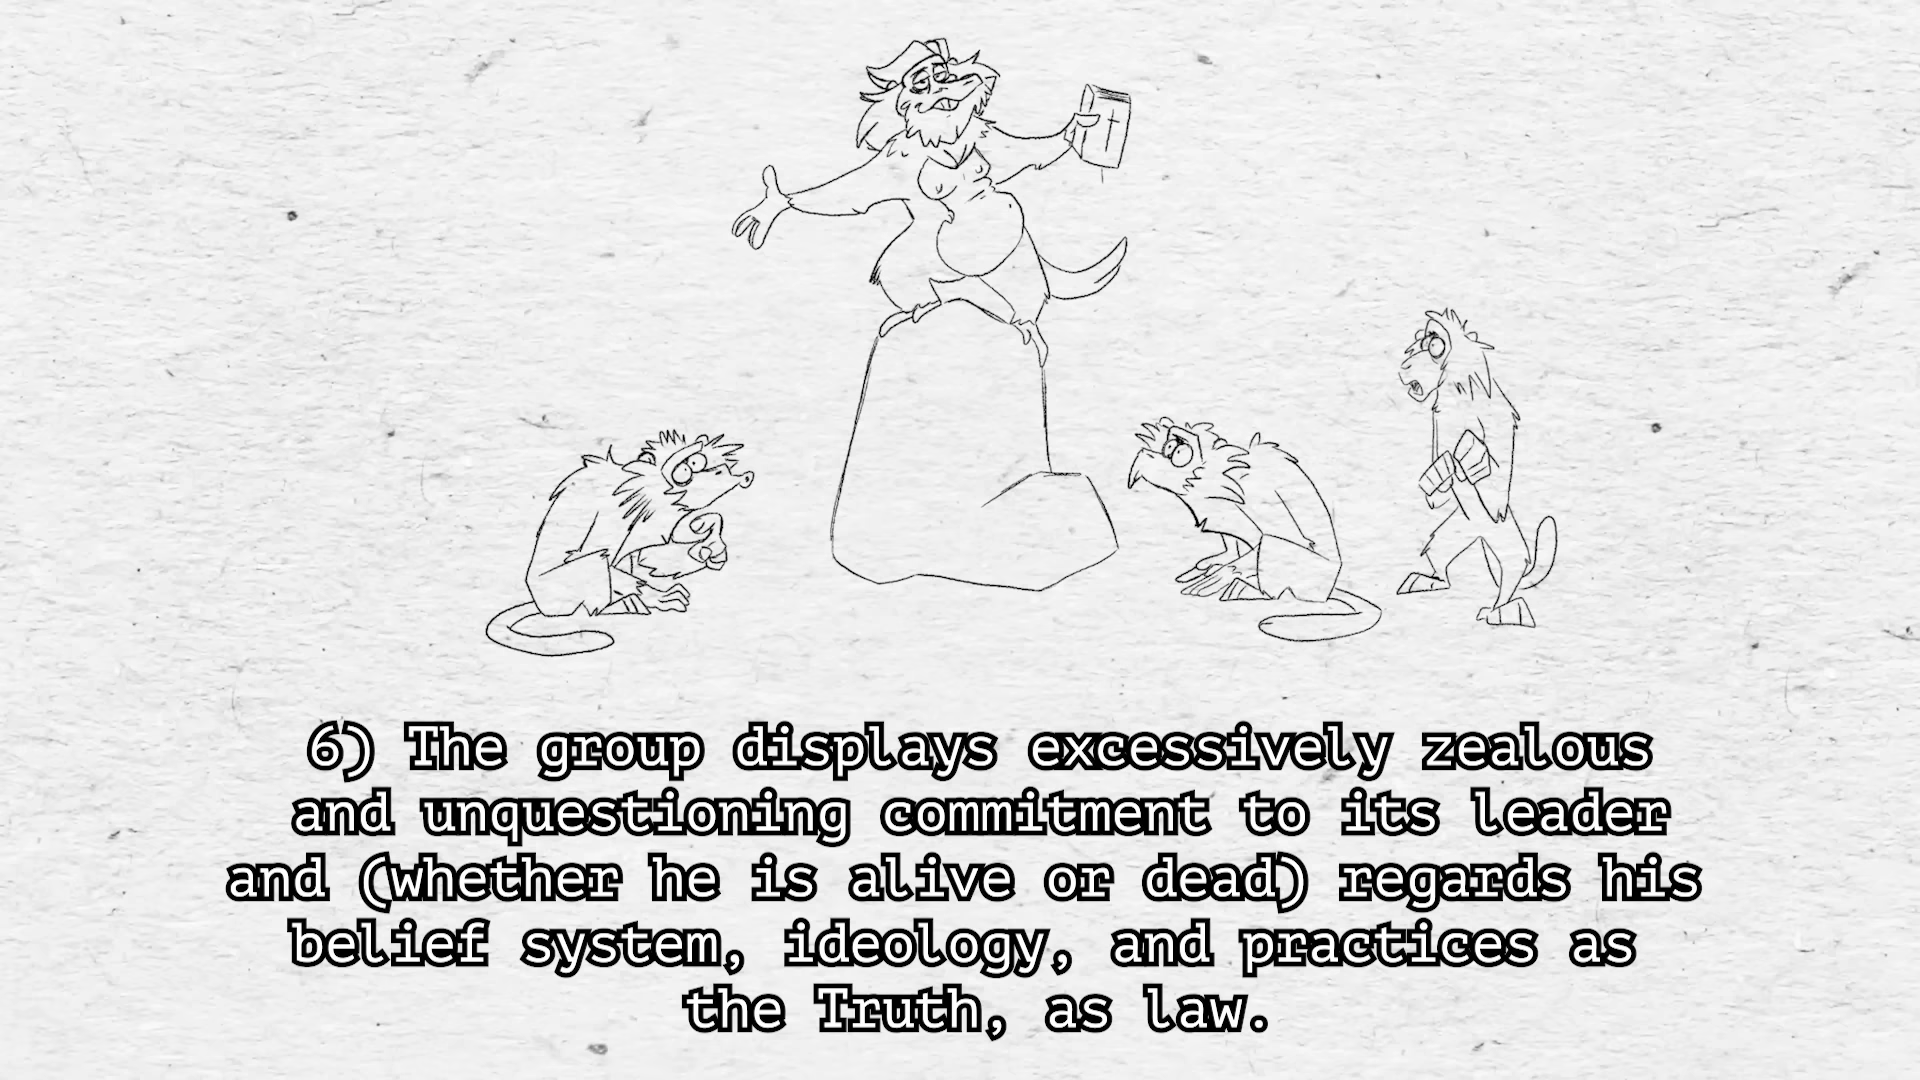 6) The group displays excessively zealous
and unquestioning commitment to its leader
and (whether he is alive or dead) regards his
belief system, ideology, and practices as
the Truth, as law.